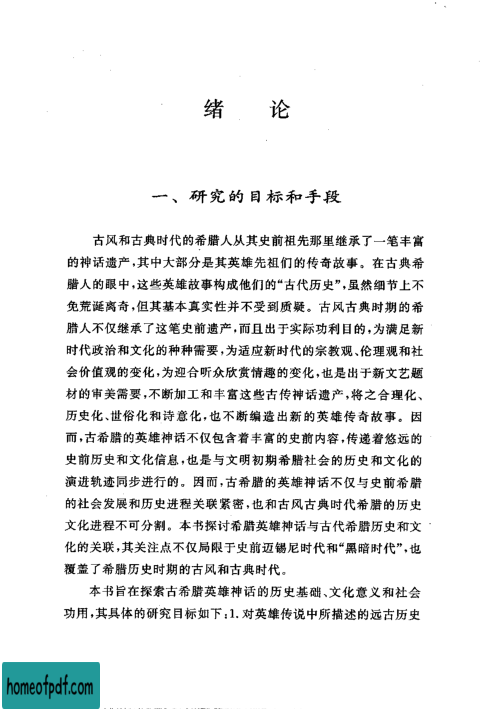 绪 论
一、研究的目标和手段
古风和古典时代的希腊人从其史前祖先那里继承了一笔丰富
的神话遗产,其中大部分是其英雄先祖们的传奇故事。在古典希
腊人的眼中,这些英雄故事构成他们的“古代历史”,虽然细节上不
免荒诞离奇,但其基本真实性并不受到质疑。古风古典时期的希
腊人不仅继承了这笔史前遗产,而且出于实际功利目的,为满足新
时代政治和文化的种种需要,为适应新时代的宗教观、伦理观和社
会价值观的变化,为迎合听众欣赏情趣的变化,也是出于新文艺题
材的审美需要,不断加工和丰富这些古传神话遗产,将之合理化、
历史化、世俗化和诗意化,也不断编造出新的英雄传奇故事。因
而,古希腊的英雄神话不仅包含着丰富的史前内容,传递着悠远的
史前历史和文化信息,也是与文明初期希腊社会的历史和文化的
演进轨迹同步进行的。因而,古希腊的英雄神话不仅与史前希腊
的社会发展和历史进程关联紧密,也和古风古典时代希腊的历史
文化进程不可分割。本书探讨希腊英雄神话与古代希腊历史和文
化的关联,其关注点不仅局限于史前迈锡尼时代和“黑暗时代”,也
覆盖了希腊历史时期的古风和古典时代。
本书旨在探索古希腊英雄神话的历史基础、文化意义和社会
功用,其具体的研究目标如下:1.对英雄传说中所描述的远古历史
homeofpdf.com